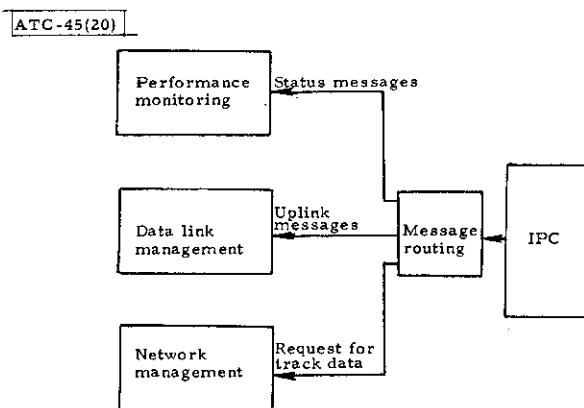 ATC-45(20)
Performance
monitoring
Status messages
Data link
management
Uplink
messages
Message
routing
IPC
Network
management
Request for
track data